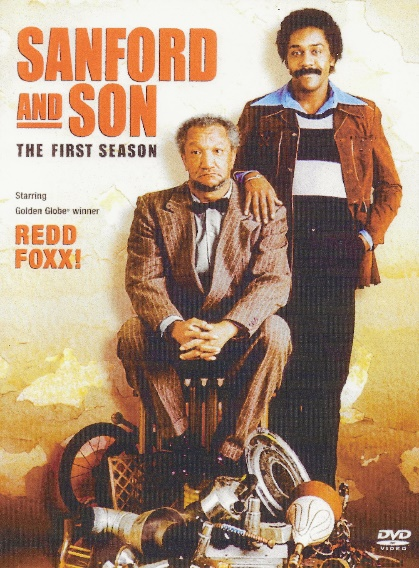 SANFORD
AND SON
THE FIRST SEASON
Starring
Golden Globe® winner
REDD
FOXX!
DVD
VIDEO